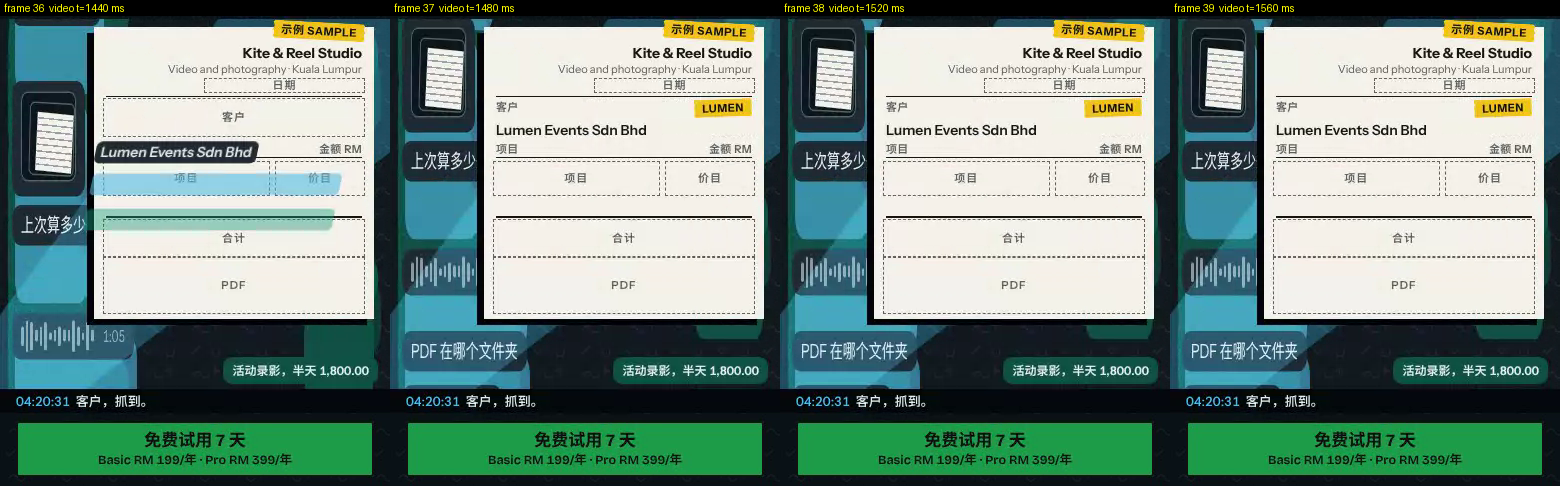 frame 36 video t=1440 ms
示例 SAMPLE
Kite & Reel Studio
Video and photography · Kuala Lumpur
日期
客户
Lumen Events Sdn Bhd
金额 RM
项目
价目
上次算多少
合计
PDF
1:05
活动录影，半天 1,800.00
04:20:31 客户，抓到。
免费试用 7 天
Basic RM 199/年 · Pro RM 399/年
frame 37 video t=1480 ms
示例 SAMPLE
Kite & Reel Studio
Video and photography · Kuala Lumpur
日期
客户
LUMEN
Lumen Events Sdn Bhd
上次算多少
项目
金额 RM
项目
价目
合计
PDF
PDF 在哪个文件夹
活动录影，半天 1,800.00
04:20:31 客户，抓到。
免费试用 7 天
Basic RM 199/年 · Pro RM 399/年
frame 38 video t=1520 ms
示例 SAMPLE
Kite & Reel Studio
Video and photography · Kuala Lumpur
日期
客户
LUMEN
Lumen Events Sdn Bhd
上次算多少
项目
金额 RM
项目
价目
合计
PDF
PDF 在哪个文件夹
活动录影，半天 1,800.00
04:20:31 客户，抓到。
免费试用 7 天
Basic RM 199/年 · Pro RM 399/年
frame 39 video t=1560 ms
示例 SAMPLE
Kite & Reel Studio
Video and photography · Kuala Lumpur
日期
客户
LUMEN
Lumen Events Sdn Bhd
上次算多少
项目
金额 RM
项目
价目
合计
PDF
PDF 在哪个文件夹
活动录影，半天 1,800.00
04:20:31 客户，抓到。
免费试用 7 天
Basic RM 199/年 · Pro RM 399/年